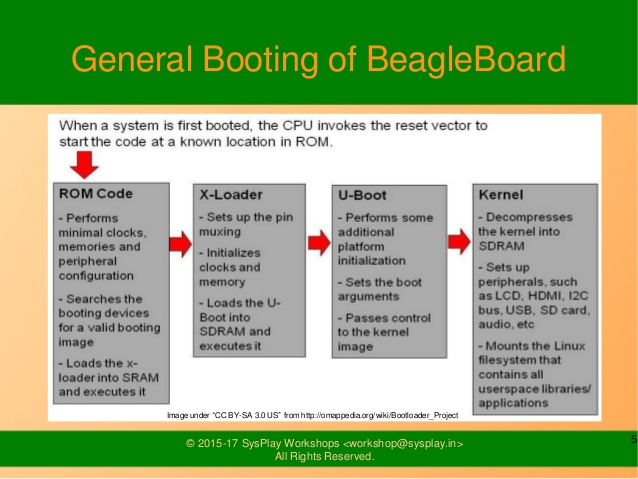 General Booting of BeagleBoard
When a system is first booted, the CPU invokes the reset vector to
start the code at a known location in ROM.
ROM Code
- Performs
minimal clocks,
memories and
peripheral
configuration
- Searches the
booting devices
for a valid booting
image
- Loads the x-
loader into SRAM
and executes it
X-Loader
- Sets up the pin
muxing
- Initializes
clocks and
memory
- Loads the U-
Boot into
SDRAM and
executes it
U-Boot
- Performs some
additional
platform
initialization
- Sets the boot
arguments
- Passes control
to the kernel
image
Kernel
- Decompresses
the kernel into
SDRAM
- Sets up
peripherals, such
as LCD, HDMI, I2C
bus, USB, SD card,
audio, etc
- Mounts the Linux
filesystem that
contains all
userspace libraries/
applications
Image under "CC BY-SA 3.0 US" from http://omappedia.org/wiki/Bootloader_Project
© 2015-17 SysPlay Workshops <workshop@sysplay.in>
All Rights Reserved.
5